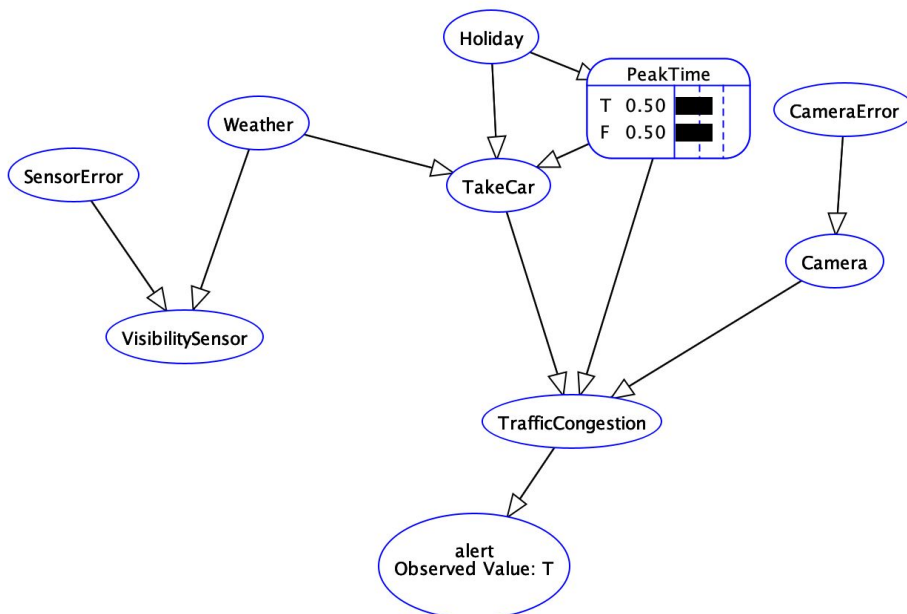 Holiday
PeakTime
T 0.50
F 0.50
CameraError
Weather
SensorError
TakeCar
Camera
VisibilitySensor
TrafficCongestion
alert
Observed Value: T